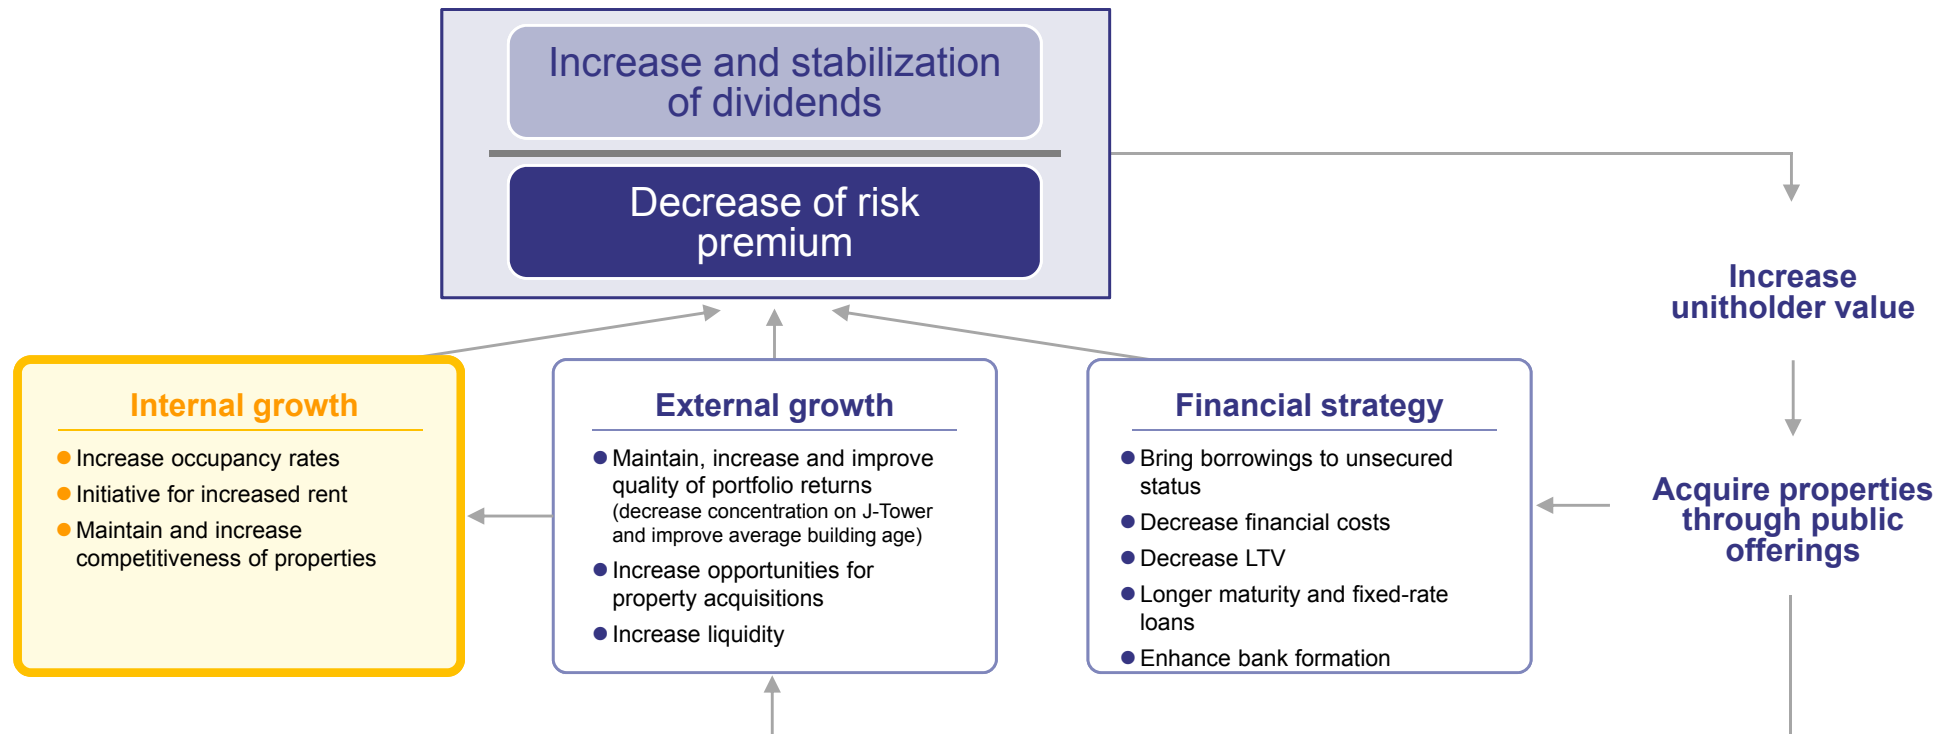 Increase and stabilization
of dividends
Decrease of risk
premium
Increase
unitholder value
Internal growth
Increase occupancy rates
Initiative for increased rent
Maintain and increase
competitiveness of properties
External growth
Maintain, increase and improve
quality of portfolio returns
(decrease concentration on J-Tower
and improve average building age)
Increase opportunities for
property acquisitions
Increase liquidity
Financial strategy
Bring borrowings to unsecured
status
Decrease financial costs
Decrease LTV
Longer maturity and fixed-rate
loans
Enhance bank formation
Acquire properties
through public
offerings